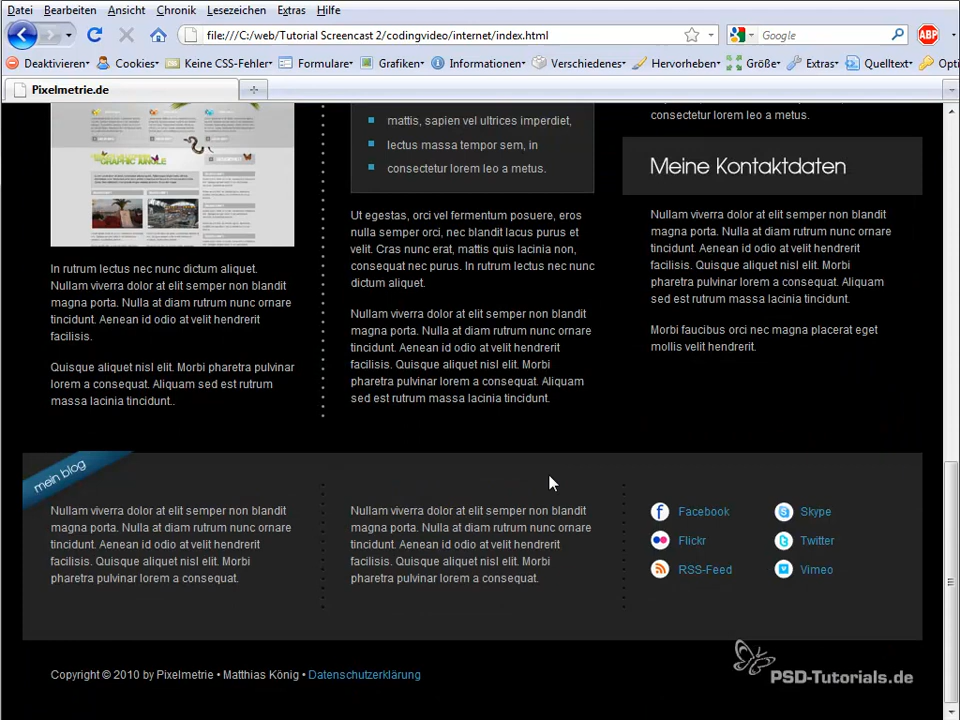 Datei Bearbeiten Ansicht Chronik Lesezeichen Extras Hilfe
file:///C:/web/Tutorial Screencast 2/codingvideo/internet/index.html
Google
ABP
Deaktivieren Cookies Keine CSS-Fehler Formulare Grafiken Informationen Verschiedenes Hervorheben Größe Extras Quelltext Opti
Pixelmetrie.de
GRAPHIC JUNGLE
In rutrum lectus nec nunc dictum aliquet.
Nullam viverra dolor at elit semper non blandit
magna porta. Nulla at diam rutrum nunc ornare
tincidunt. Aenean id odio at velit hendrerit
facilisis.
Quisque aliquet nisl elit. Morbi pharetra pulvinar
lorem a consequat. Aliquam sed est rutrum
massa lacinia tincidunt..
mattis, sapien vel ultrices imperdiet,
lectus massa tempor sem, in
consectetur lorem leo a metus.
Ut egestas, orci vel fermentum posuere, eros
nulla semper orci, nec blandit lacus purus et
velit. Cras nunc erat, mattis quis lacinia non,
consequat nec purus. In rutrum lectus nec nunc
dictum aliquet.
Nullam viverra dolor at elit semper non blandit
magna porta. Nulla at diam rutrum nunc ornare
tincidunt. Aenean id odio at velit hendrerit
facilisis. Quisque aliquet nisl elit. Morbi
pharetra pulvinar lorem a consequat. Aliquam
sed est rutrum massa lacinia tincidunt.
consectetur lorem leo a metus.
Meine Kontaktdaten
Nullam viverra dolor at elit semper non blandit
magna porta. Nulla at diam rutrum nunc ornare
tincidunt. Aenean id odio at velit hendrerit
facilisis. Quisque aliquet nisl elit. Morbi
pharetra pulvinar lorem a consequat. Aliquam
sed est rutrum massa lacinia tincidunt.
Morbi faucibus orci nec magna placerat eget
mollis velit hendrerit.
mein blog
Nullam viverra dolor at elit semper non blandit
magna porta. Nulla at diam rutrum nunc ornare
tincidunt. Aenean id odio at velit hendrerit
facilisis. Quisque aliquet nisl elit. Morbi
pharetra pulvinar lorem a consequat.
Nullam viverra dolor at elit semper non blandit
magna porta. Nulla at diam rutrum nunc ornare
tincidunt. Aenean id odio at velit hendrerit
facilisis. Quisque aliquet nisl elit. Morbi
pharetra pulvinar lorem a consequat.
Facebook Skype
Flickr Twitter
RSS-Feed Vimeo
Copyright © 2010 by Pixelmetrie • Matthias König • Datenschutzerklärung
PSD-Tutorials.de